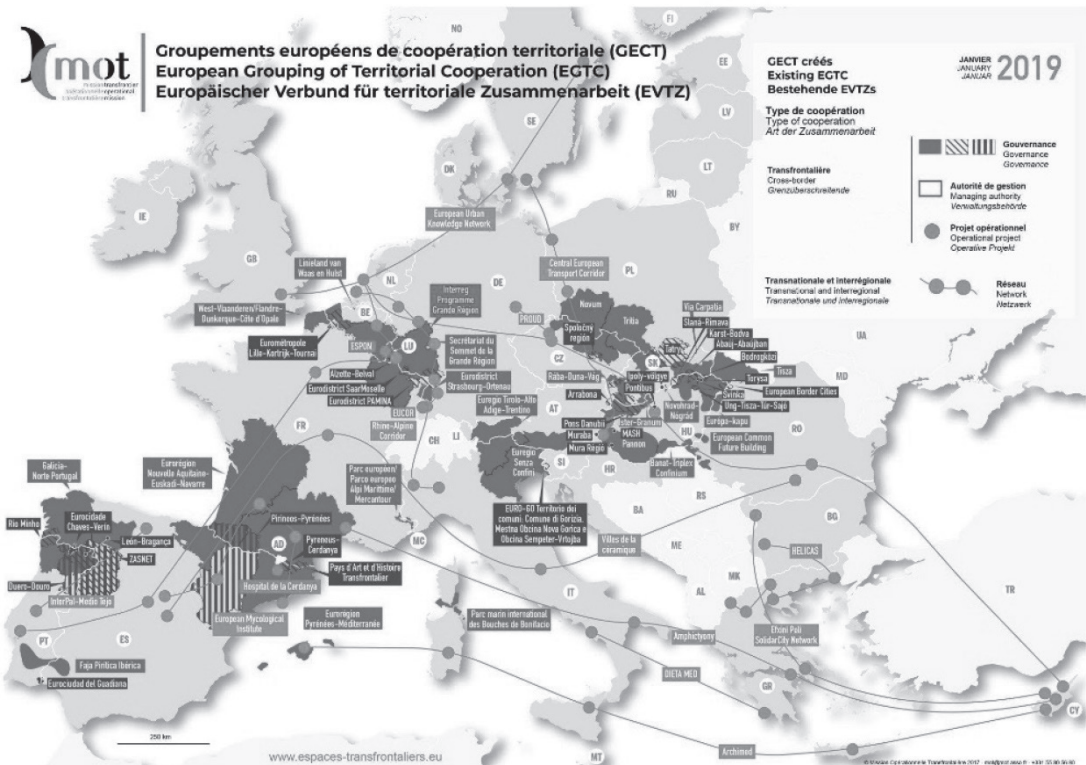 mot
missiontransfrontier
opérationnelleoperational
transfrontalièremission
Groupements européens de coopération territoriale (GECT)
European Grouping of Territorial Cooperation (EGTC)
Europäischer Verbund für territoriale Zusammenarbeit (EVTZ)
GECT créés
Existing EGTC
Bestehende EVTZs
JANVIER
JANUARY
JANUAR
2019
Type de coopération
Type of cooperation
Art der Zusammenarbeit
Transfrontalière
Cross-border
Grenzüberschreitende
Gouvernance
Governance
Governance
Autorité de gestion
Managing authority
Verwaltungsbehörde
Projet opérationnel
Operational project
Operative Projekt
Transnationale et interrégionale
Transnational and interregional
Transnationale und interregionale
Réseau
Network
Netzwerk
NO
FI
SE
EE
LV
LT
RU
BY
DK
IE
GB
NL
DE
PL
UA
BE
LU
CZ
SK
MD
FR
CH
LI
AT
HU
RO
SI
HR
BA
RS
BG
ME
MK
AL
IT
MC
AD
ES
PT
GR
TR
CY
MT
European Urban
Knowledge Network
Linieland van
Waas en Hulst
Central European
Transport Corridor
West-Vlaanderen/Flandre-
Dunkerque-Côte d'Opale
Interreg
Programme
Grande Région
PROUD
Novum
Tritia
Spoločný
región
Via Carpatia
Slaná-Rimava
Karst-Bodva
Abaúj-Abaújban
Bodrogközi
Tisza
Torysa
European Border Cities
Svinka
Ung-Tisza-Túr-Sajó
Európa-kapu
European Common
Future Building
Tatry
Eurométropole
Lille-Kortrijk-Tournai
ESPON
Secrétariat du
Sommet de la
Grande Région
Alzette-Belval
Eurodistrict SaarMoselle
Eurodistrict PAMINA
Eurodistrict
Strasbourg-Ortenau
EUCOR
Rhine-Alpine
Corridor
Euregio Tirolo-Alto
Adige-Trentino
Rába-Duna-Vág
Ipoly-völgye
Pontibus
Arrabona
Pons Danubii
Muraba
Mura Región
Ister-Granum
Novohrad-
Nógrád
MASH
Pannon
Banat-Triplex
Confinium
Euregio
Senza
Confini
EURO-GO Territorio dei
comuni: Comune di Gorizia,
Mestna Obcina Nova Gorica e
Obcina Sempeter-Vrtojba
Parc européen/
Parco europeo
Alpi Marittime/
Mercantour
Eurorégion
Nouvelle Aquitaine-
Euskadi-Navarre
Galicia-
Norte Portugal
Rio Minho
Eurocidade
Chaves-Verín
León-Bragança
ZASNET
Duero-Douro
InterPal-Medio Tejo
Pirineos-Pyrénées
Pyrénées-
Cerdanya
Pays d'Art et d'Histoire
Transfrontalier
Hospital de la Cerdanya
European Mycological
Institute
Eurorégion
Pyrénées-Méditerranée
Faja Pirítica Ibérica
Eurociudad del Guadiana
Parc marin international
des Bouches de Bonifacio
Villes de la
céramique
HELICAS
Amphictyony
Efxini Poli
SolidarCity Network
DIETA MED
Archimed
250 km
www.espaces-transfrontaliers.eu